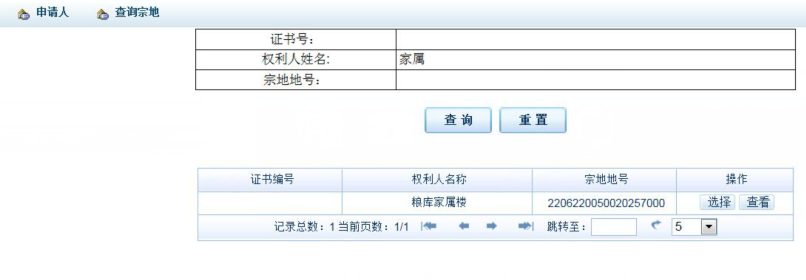 申请人 查询宗地
证书号:
权利人姓名: 家属
宗地地号:
查 询 重 置
证书编号 权利人名称 宗地地号 操作
粮库家属楼 2206220050020257000 选择 查看
记录总数：1 当前页数：1/1 跳转至： 5